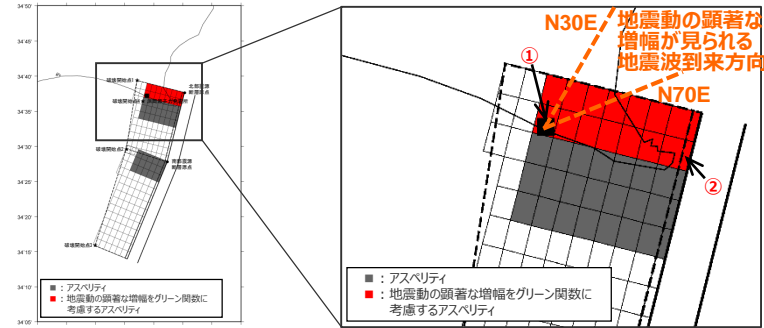 34°50'
34°45'
34°40'
34°35'
34°30'
34°25'
34°20'
34°15'
34°10'
34°05'
破壊開始点1
北部震源
断層原点
破壊開始点2
南部震源
断層原点
破壊開始点3
■:アスペリティ
■:地震動の顕著な増幅をグリーン関数に
考慮するアスペリティ
N30E
地震動の顕著な
増幅が見られる
地震波到来方向
①
N70E
②
■:アスペリティ
■:地震動の顕著な増幅をグリーン関数に
考慮するアスペリティ